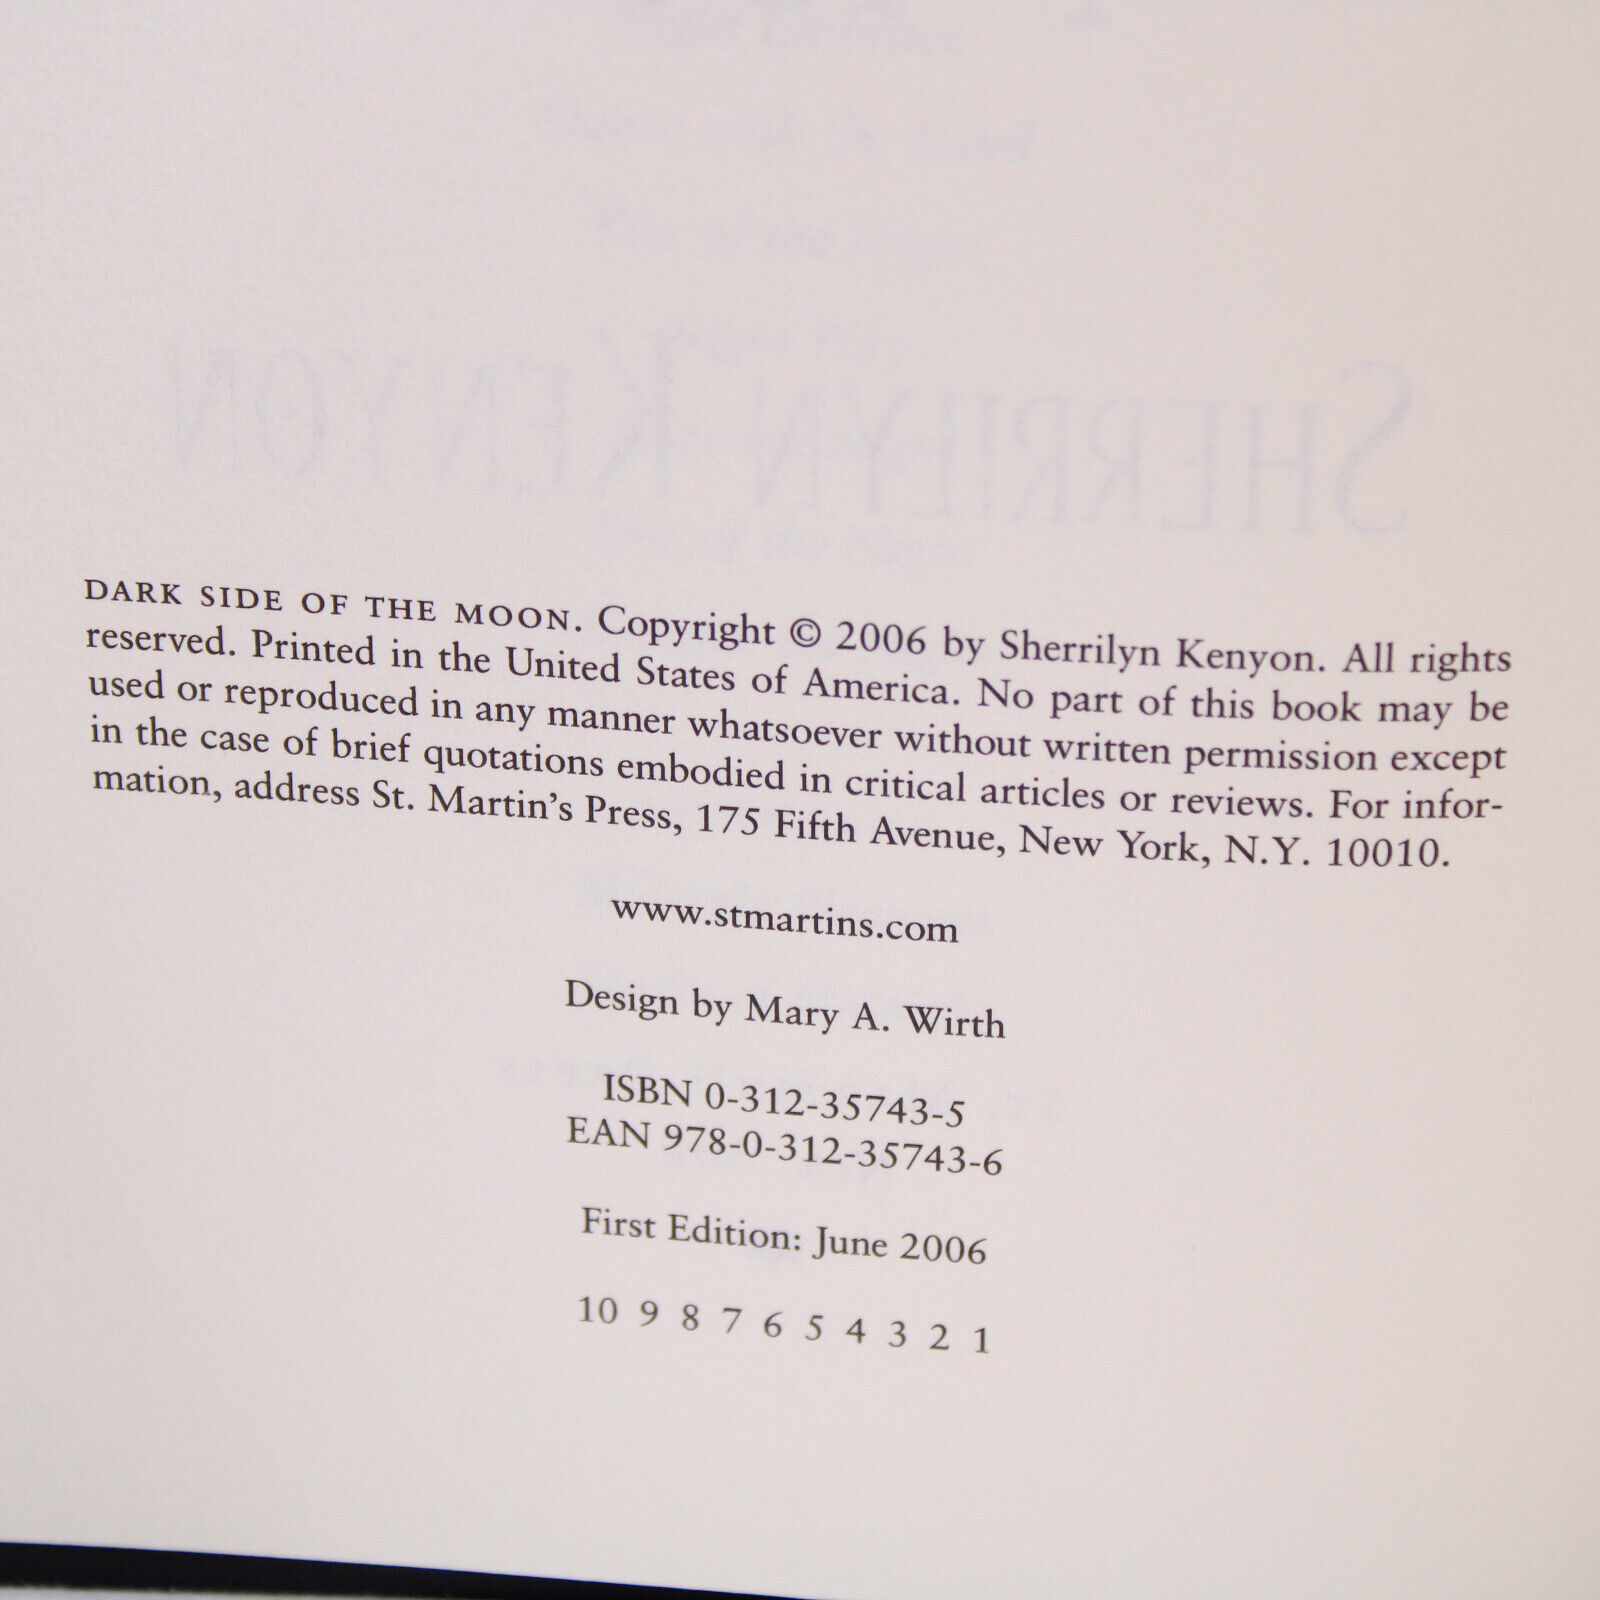 DARK SIDE OF THE MOON. Copyright © 2006 by Sherrilyn Kenyon. All rights
reserved. Printed in the United States of America. No part of this book may be
used or reproduced in any manner whatsoever without written permission except
in the case of brief quotations embodied in critical articles or reviews. For infor-
mation, address St. Martin's Press, 175 Fifth Avenue, New York, N.Y. 10010.
www.stmartins.com
Design by Mary A. Wirth
ISBN 0-312-35743-5
EAN 978-0-312-35743-6
First Edition: June 2006
10 9 8 7 6 5 4 3 2 1